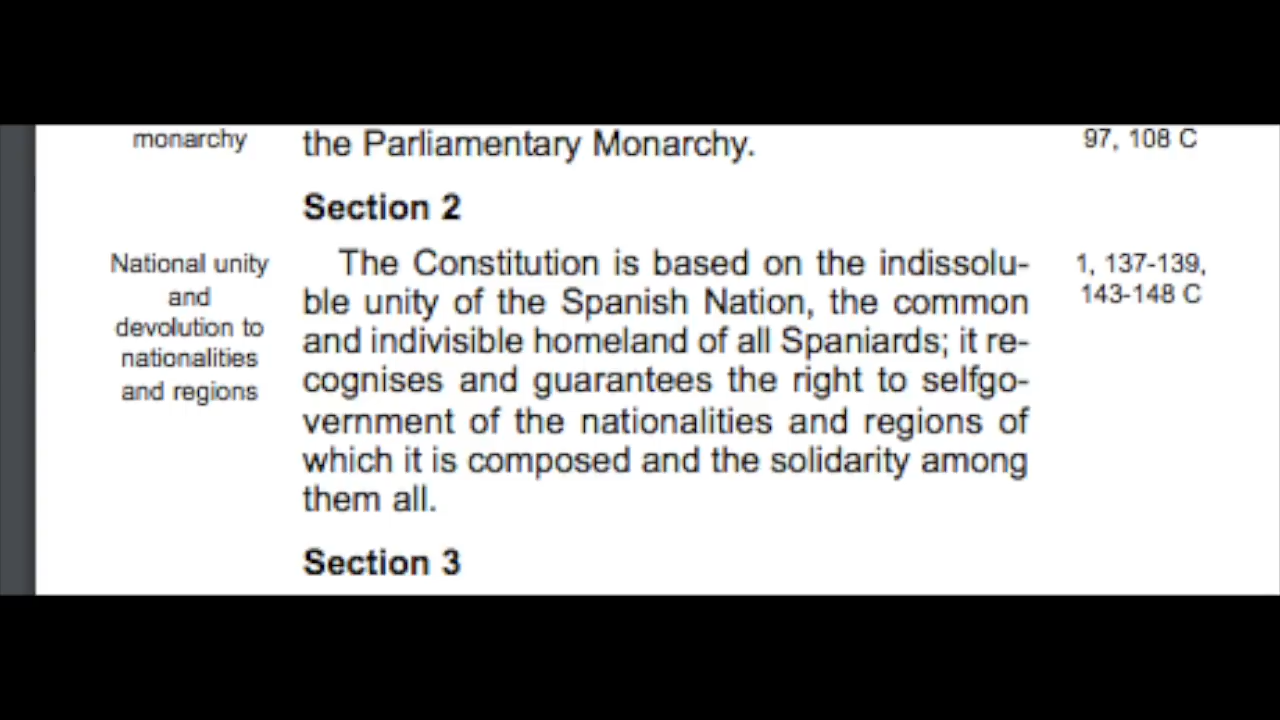 monarchy
the Parliamentary Monarchy.
97, 108 C
Section 2
National unity
and
devolution to
nationalities
and regions
The Constitution is based on the indissolu-
ble unity of the Spanish Nation, the common
and indivisible homeland of all Spaniards; it re-
cognises and guarantees the right to selfgo-
vernment of the nationalities and regions of
which it is composed and the solidarity among
them all.
1, 137-139,
143-148 C
Section 3